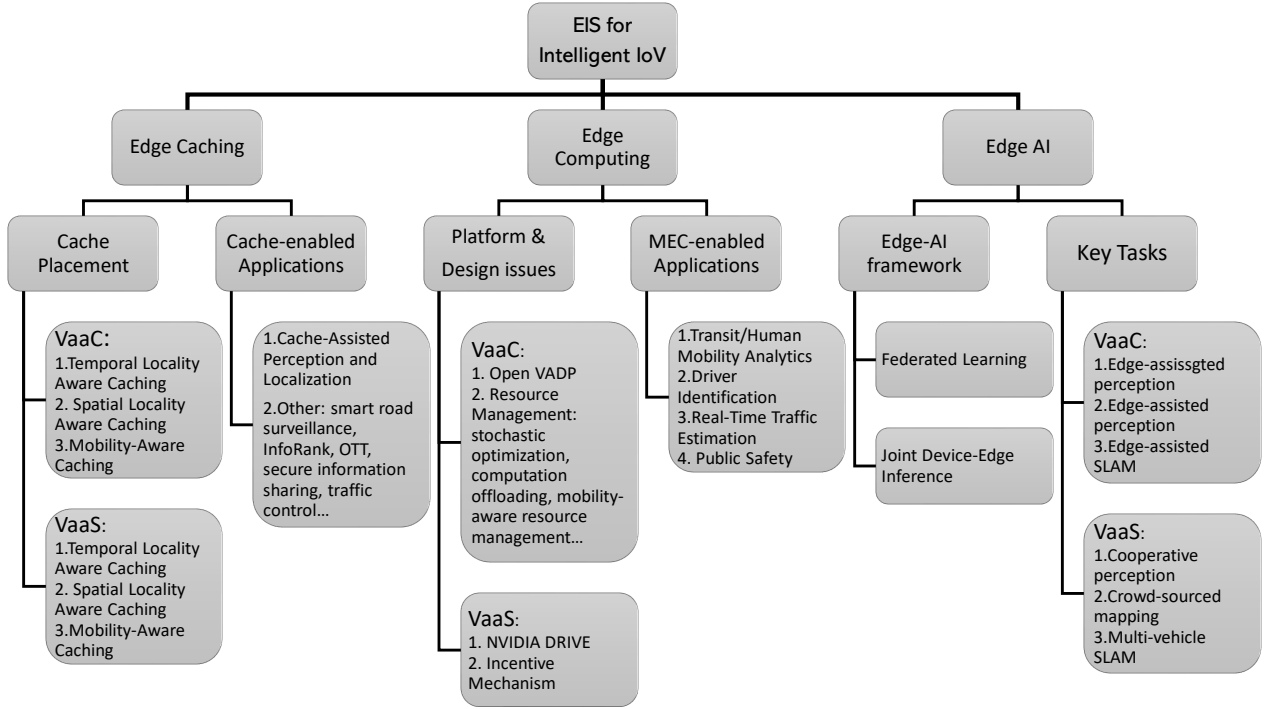 EIS for
Intelligent IoV
Edge Caching
Edge
Computing
Edge AI
Cache
Placement
Cache-enabled
Applications
Platform &
Design issues
MEC-enabled
Applications
Edge-AI
framework
Key Tasks
VaaC:
1.Temporal Locality
Aware Caching
2. Spatial Locality
Aware Caching
3.Mobility-Aware
Caching
VaaS:
1.Temporal Locality
Aware Caching
2. Spatial Locality
Aware Caching
3.Mobility-Aware
Caching
1.Cache-Assisted
Perception and
Localization
2.Other: smart road
surveillance,
InfoRank, OTT,
secure information
sharing, traffic
control...
VaaC:
1. Open VADP
2. Resource
Management:
stochastic
optimization,
computation
offloading, mobility-
aware resource
management...
VaaS:
1. NVIDIA DRIVE
2. Incentive
Mechanism
1.Transit/Human
Mobility Analytics
2.Driver
Identification
3.Real-Time Traffic
Estimation
4. Public Safety
Federated Learning
Joint Device-Edge
Inference
VaaC:
1.Edge-assissgted
perception
2.Edge-assisted
perception
3.Edge-assisted
SLAM
VaaS:
1.Cooperative
perception
2.Crowd-sourced
mapping
3.Multi-vehicle
SLAM